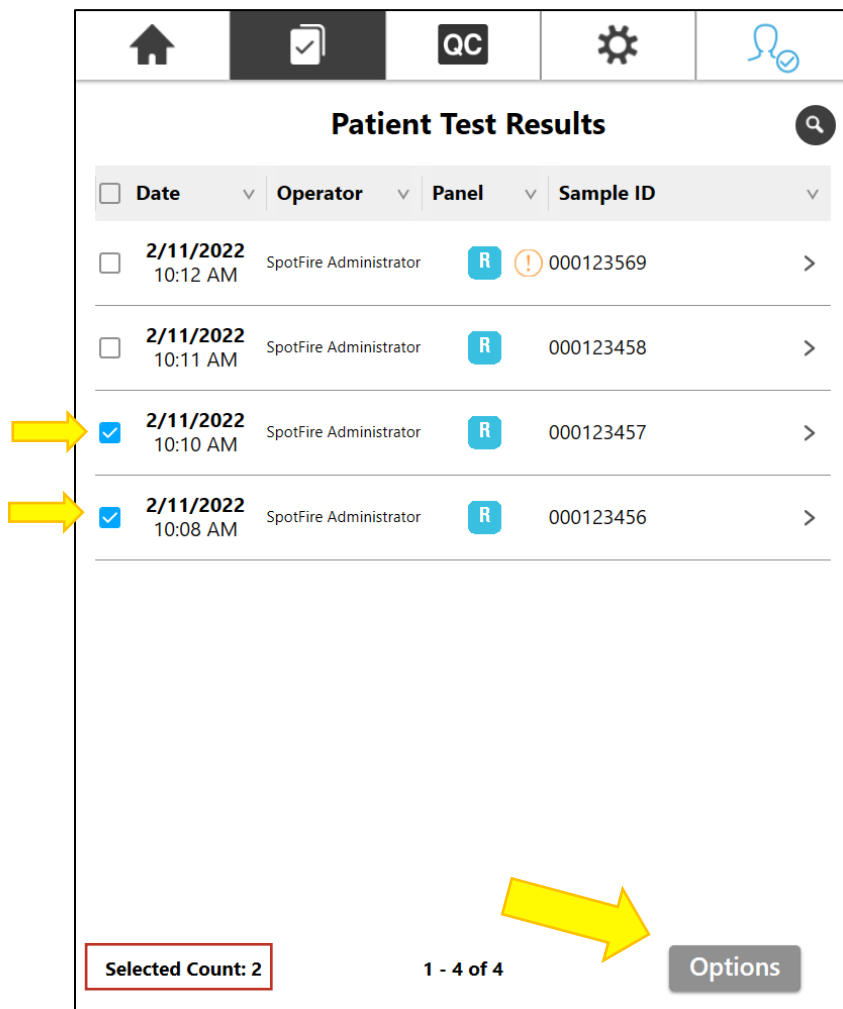 QC
Patient Test Results
Date Operator Panel Sample ID
2/11/2022
10:12 AM SpotFire Administrator R ! 000123569
2/11/2022
10:11 AM SpotFire Administrator R 000123458
2/11/2022
10:10 AM SpotFire Administrator R 000123457
2/11/2022
10:08 AM SpotFire Administrator R 000123456
Selected Count: 2 1 - 4 of 4 Options